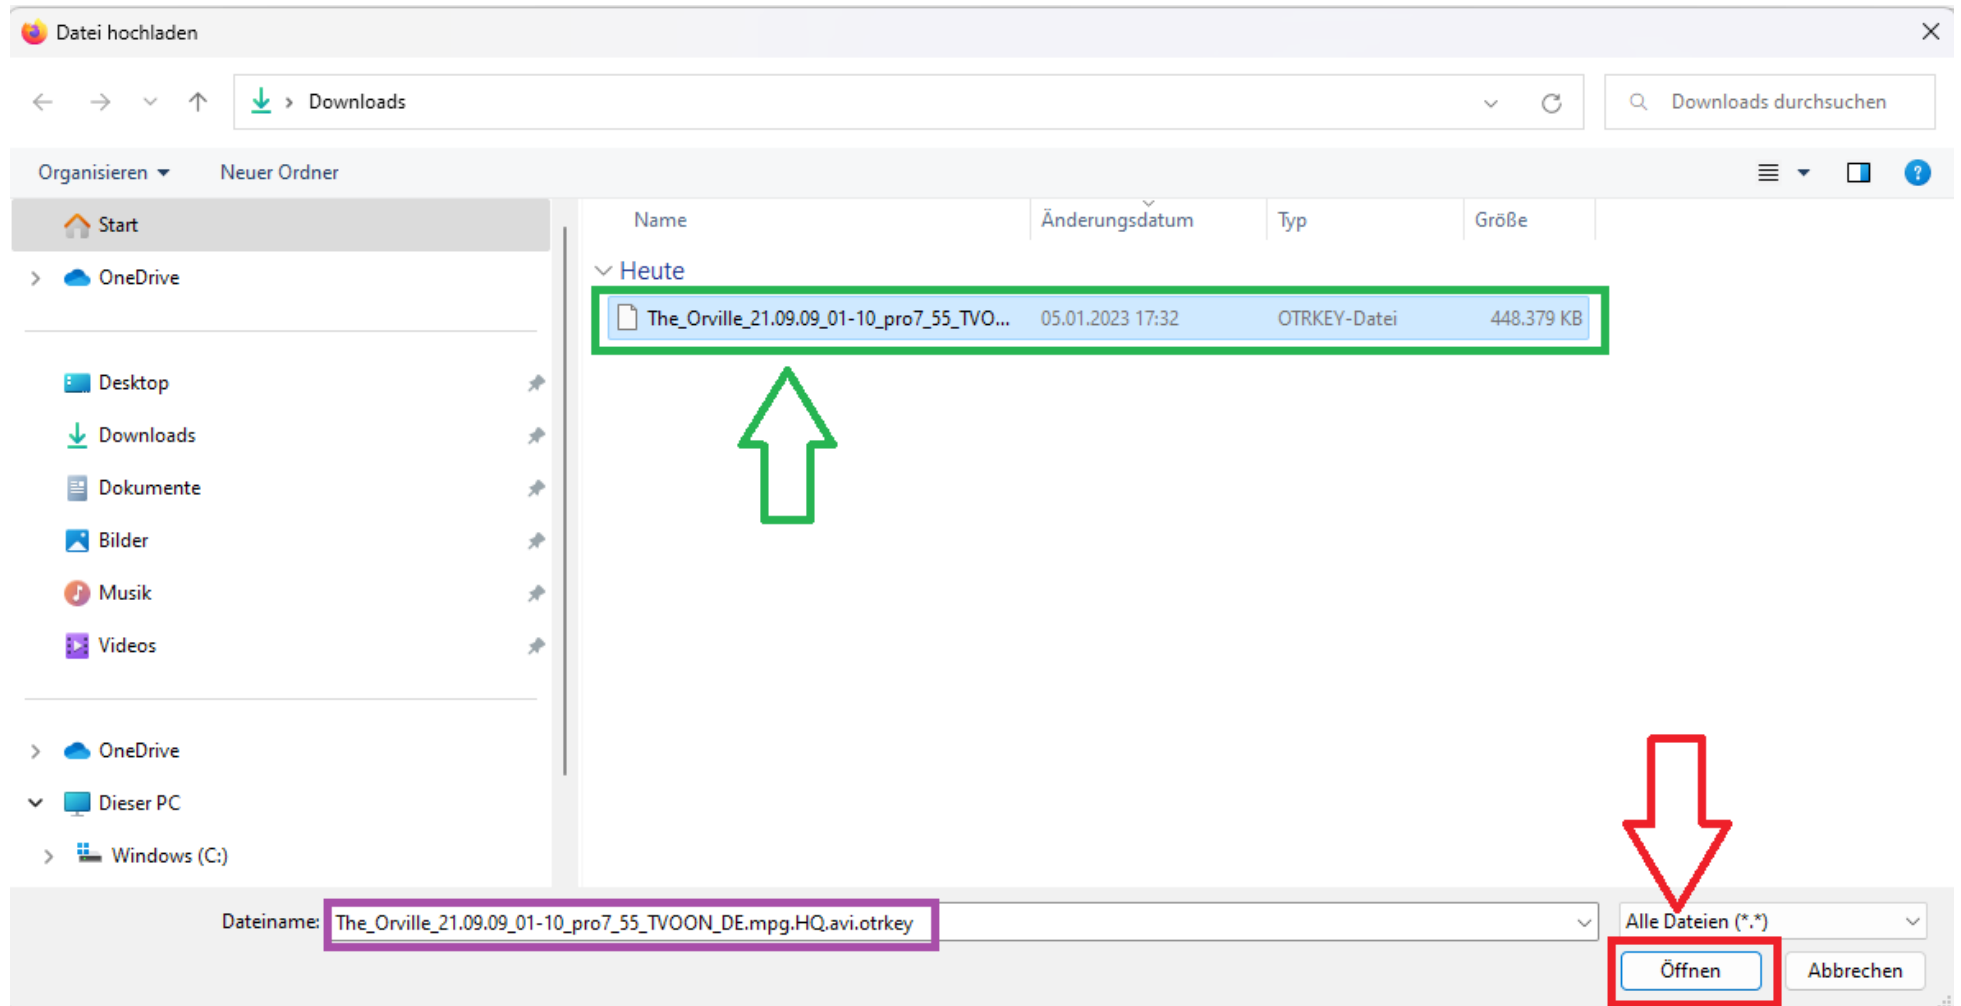 Datei hochladen
Downloads
Downloads durchsuchen
Organisieren
Neuer Ordner
?
Start
OneDrive
Desktop
Downloads
Dokumente
Bilder
Musik
Videos
OneDrive
Dieser PC
Windows (C:)
Name Änderungsdatum Typ Größe
Heute
The_Orville_21.09.09_01-10_pro7_55_TVO... 05.01.2023 17:32 OTRKEY-Datei 448.379 KB
Dateiname: The_Orville_21.09.09_01-10_pro7_55_TVOON_DE.mpg.HQ.avi.otrkey
Alle Dateien (*.*)
Öffnen
Abbrechen